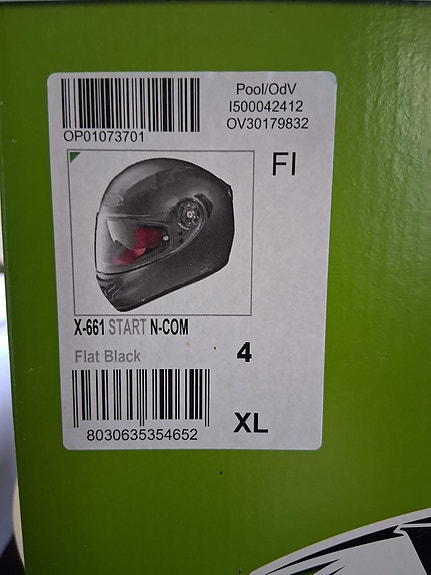 OP01073701
Pool/OdV
I500042412
OV30179832
FI
X-661 START N-COM
Flat Black
4
8030635354652
XL